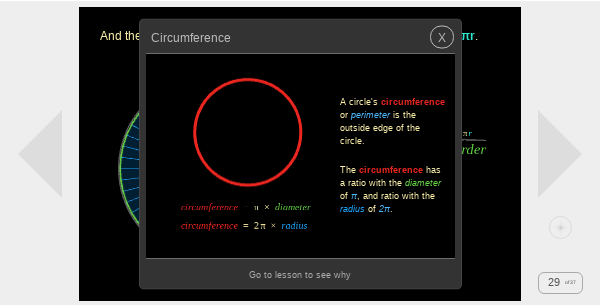 And the
πr.
Circumference
X
A circle's circumference
or perimeter is the
outside edge of the
circle.
πr
rder
The circumference has
a ratio with the diameter
of π, and ratio with the
radius of 2π.
circumference = π × diameter
circumference = 2π × radius
Go to lesson to see why
29 of 37